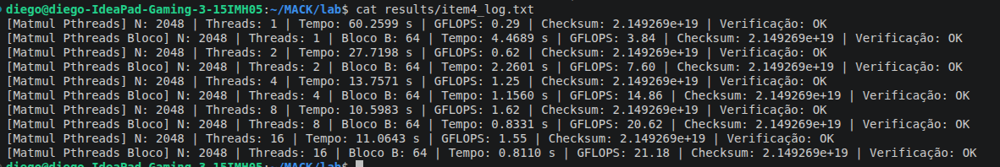 diego@diego-IdeaPad-Gaming-3-15IMH05:~/MACK/lab$ cat results/item4_log.txt
[Matmul Pthreads] N: 2048 | Threads: 1 | Tempo: 60.2599 s | GFLOPS: 0.29 | Checksum: 2.149269e+19 | Verificação: OK
[Matmul Pthreads Bloco] N: 2048 | Threads: 1 | Bloco B: 64 | Tempo: 4.4689 s | GFLOPS: 3.84 | Checksum: 2.149269e+19 | Verificação: OK
[Matmul Pthreads] N: 2048 | Threads: 2 | Tempo: 27.7198 s | GFLOPS: 0.62 | Checksum: 2.149269e+19 | Verificação: OK
[Matmul Pthreads Bloco] N: 2048 | Threads: 2 | Bloco B: 64 | Tempo: 2.2601 s | GFLOPS: 7.60 | Checksum: 2.149269e+19 | Verificação: OK
[Matmul Pthreads] N: 2048 | Threads: 4 | Tempo: 13.7571 s | GFLOPS: 1.25 | Checksum: 2.149269e+19 | Verificação: OK
[Matmul Pthreads Bloco] N: 2048 | Threads: 4 | Bloco B: 64 | Tempo: 1.1560 s | GFLOPS: 14.86 | Checksum: 2.149269e+19 | Verificação: OK
[Matmul Pthreads] N: 2048 | Threads: 8 | Tempo: 10.5983 s | GFLOPS: 1.62 | Checksum: 2.149269e+19 | Verificação: OK
[Matmul Pthreads Bloco] N: 2048 | Threads: 8 | Bloco B: 64 | Tempo: 0.8331 s | GFLOPS: 20.62 | Checksum: 2.149269e+19 | Verificação: OK
[Matmul Pthreads] N: 2048 | Threads: 16 | Tempo: 11.0643 s | GFLOPS: 1.55 | Checksum: 2.149269e+19 | Verificação: OK
[Matmul Pthreads Bloco] N: 2048 | Threads: 16 | Bloco B: 64 | Tempo: 0.8110 s | GFLOPS: 21.18 | Checksum: 2.149269e+19 | Verificação: OK
diego@diego-IdeaPad-Gaming-3-15IMH05:~/MACK/lab$